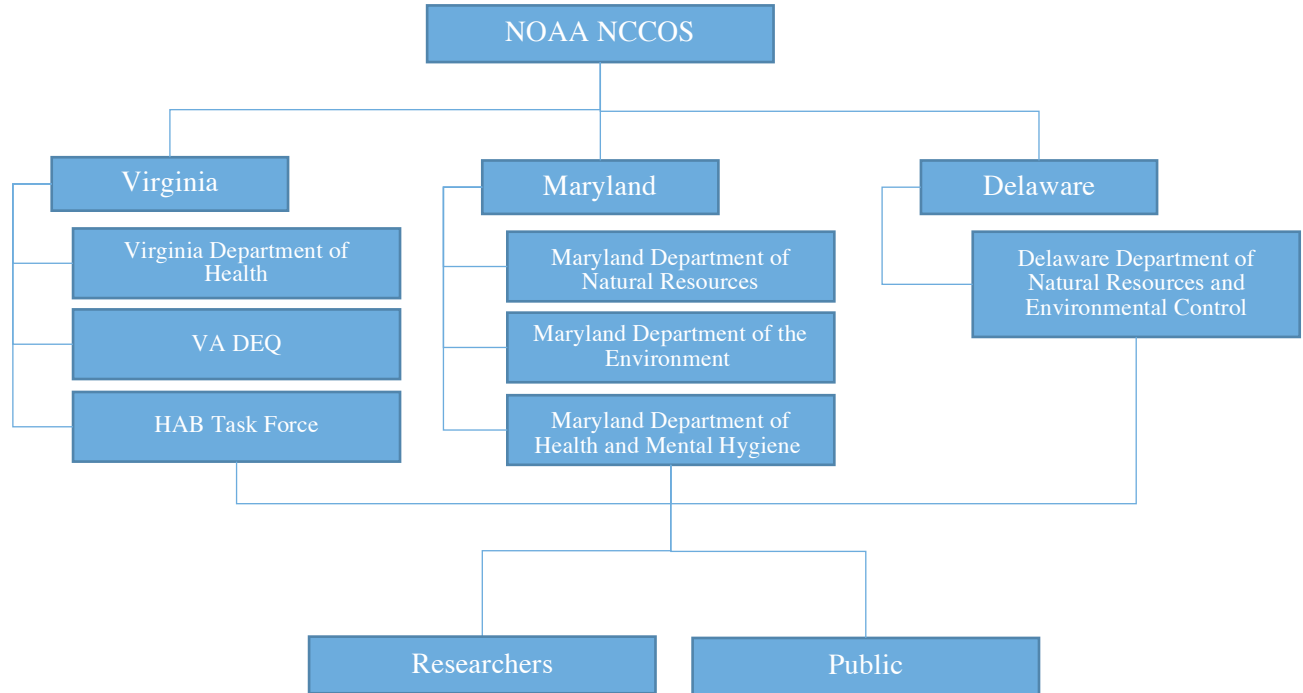 NOAA NCCOS
Virginia
Maryland
Delaware
Virginia Department of
Health
VA DEQ
HAB Task Force
Maryland Department of
Natural Resources
Maryland Department of the
Environment
Maryland Department of
Health and Mental Hygiene
Delaware Department of
Natural Resources and
Environmental Control
Researchers
Public